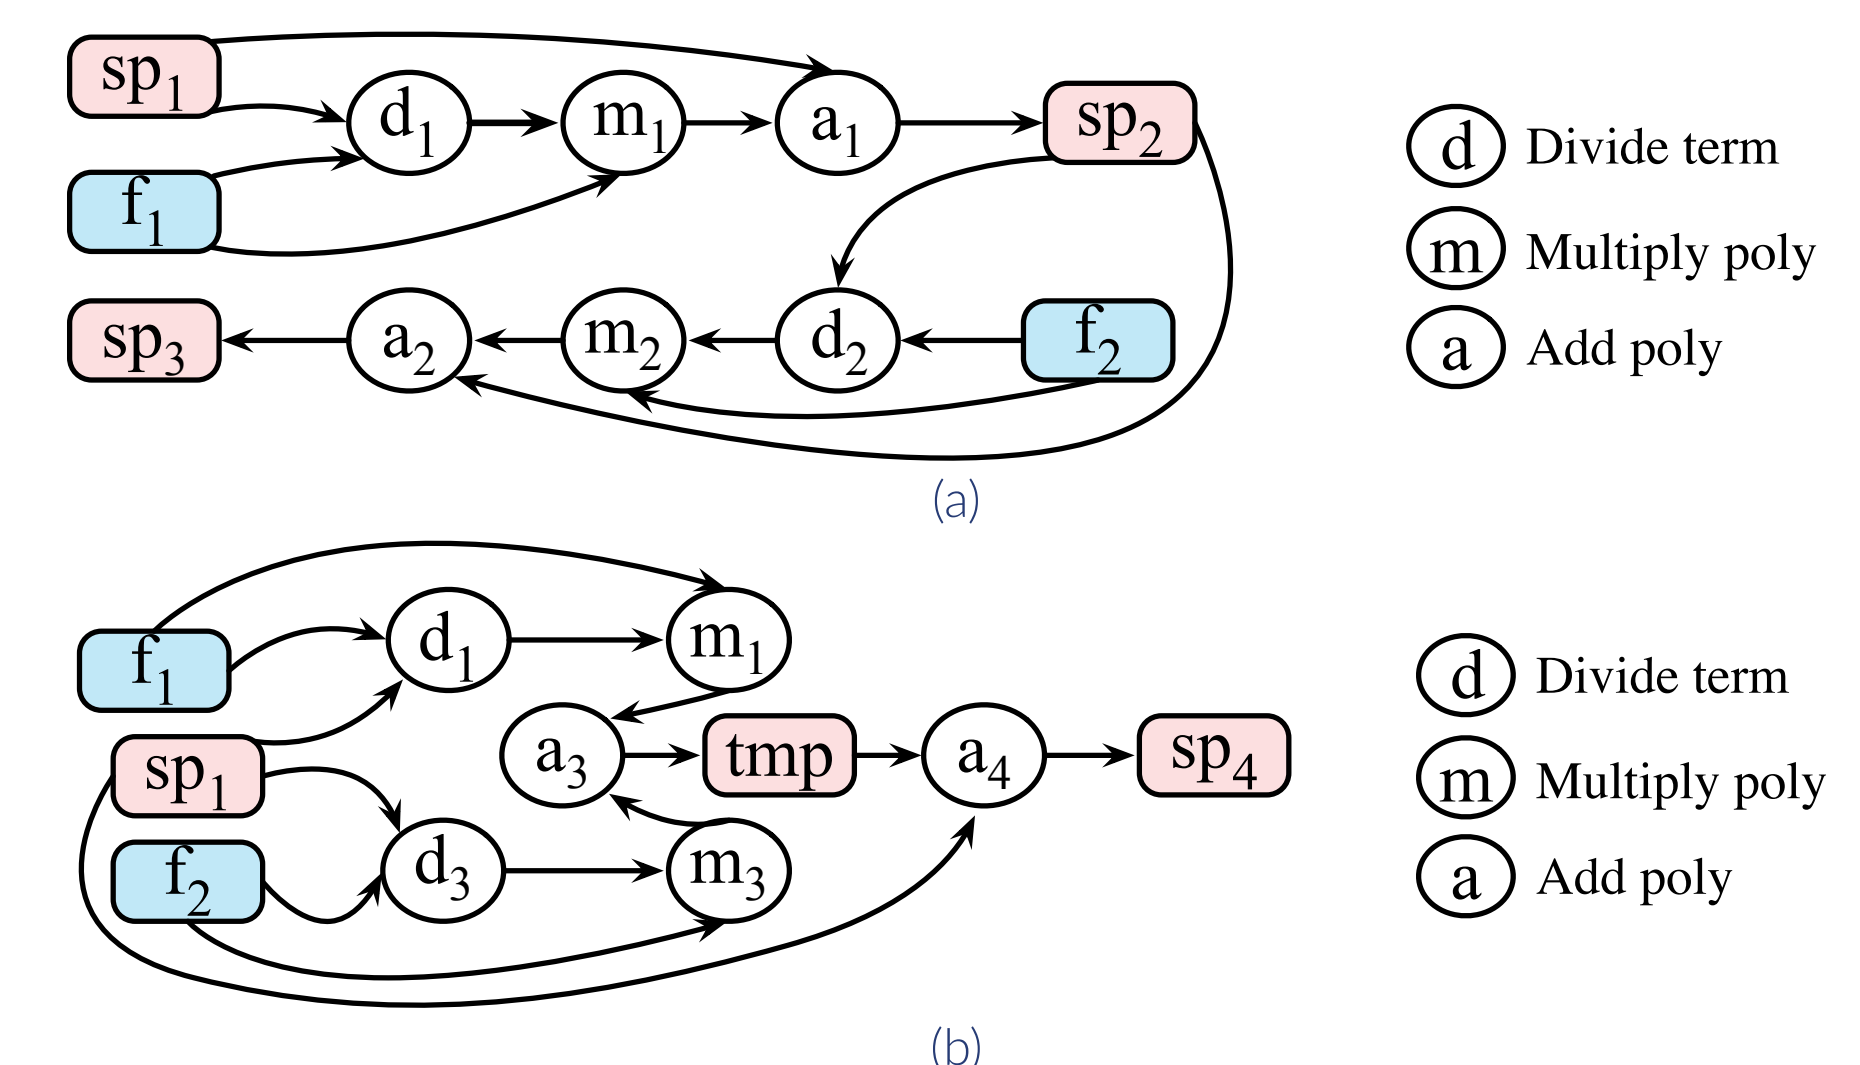 sp1
d1 m1 a1 sp2
f1
sp3 a2 m2 d2 f2
d Divide term
m Multiply poly
a Add poly
(a)
f1 d1 m1
sp1 a3 tmp a4 sp4
f2 d3 m3
d Divide term
m Multiply poly
a Add poly
(b)